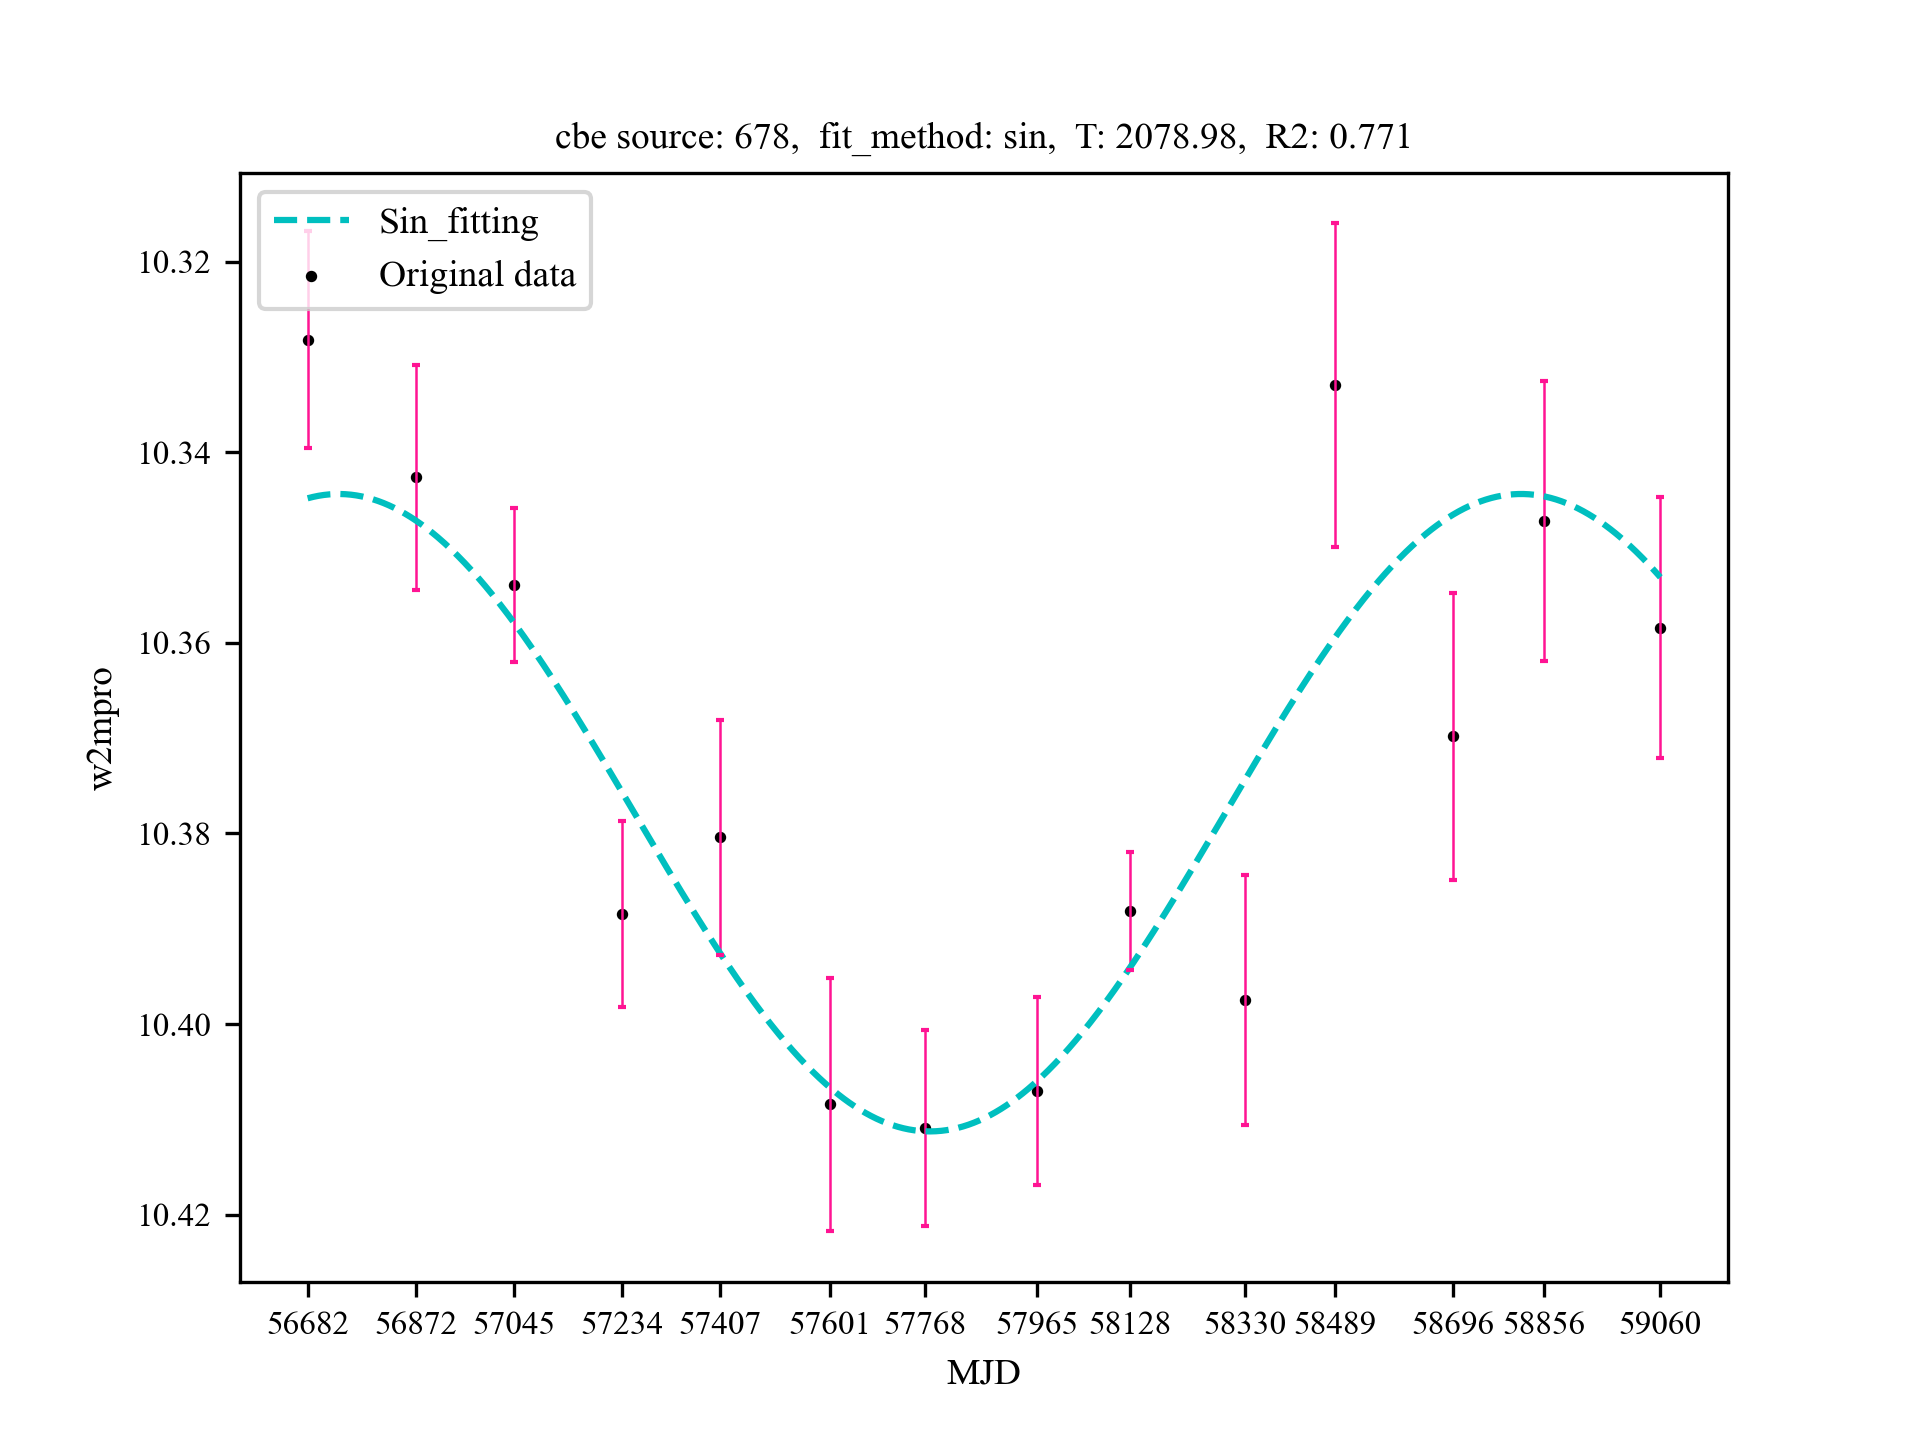 cbe source: 678,  fit_method: sin,  T: 2078.98,  R2: 0.771
Sin_fitting
Original data
10.32
10.34
10.36
10.38
10.40
10.42
w2mpro
56682 56872 57045 57234 57407 57601 57768 57965 58128 58330 58489 58696 58856 59060
MJD